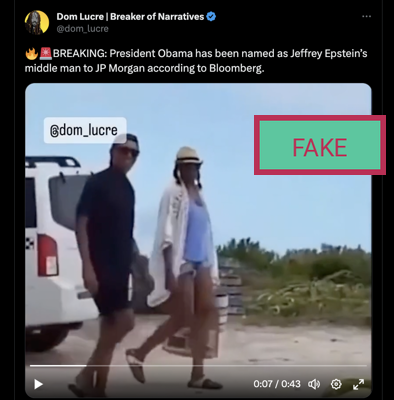 Dom Lucre | Breaker of Narratives
@dom_lucre
🔥🚨BREAKING: President Obama has been named as Jeffrey Epstein's
middle man to JP Morgan according to Bloomberg.
@dom_lucre
FAKE
0:07 / 0:43